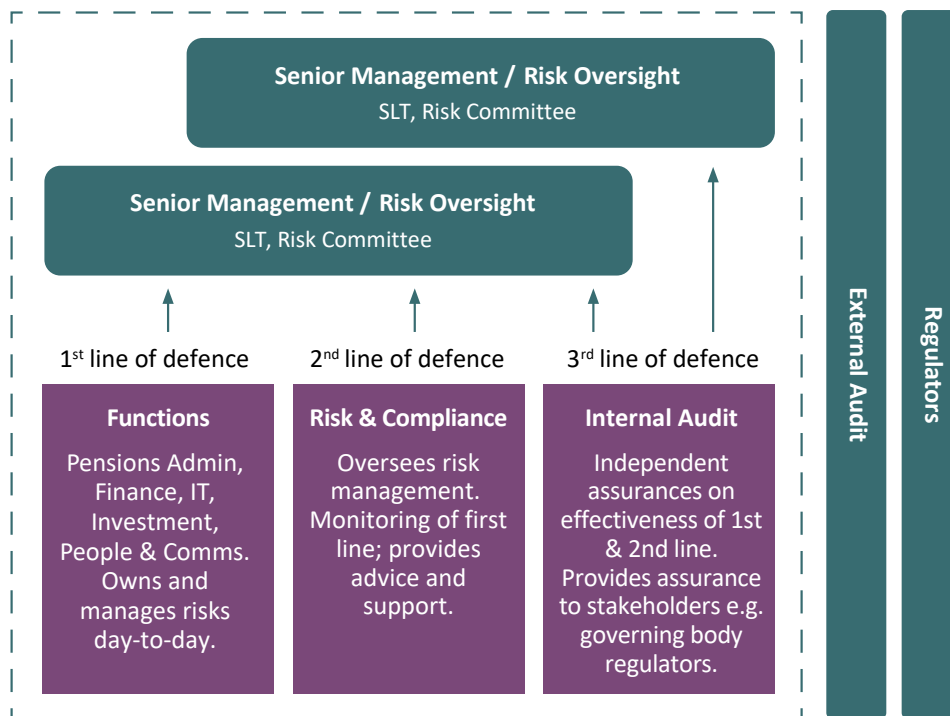 Senior Management / Risk Oversight
SLT, Risk Committee
Senior Management / Risk Oversight
SLT, Risk Committee
1st line of defence
Functions
Pensions Admin,
Finance, IT,
Investment,
People & Comms.
Owns and
manages risks
day-to-day.
2nd line of defence
Risk & Compliance
Oversees risk
management.
Monitoring of first
line; provides
advice and
support.
3rd line of defence
Internal Audit
Independent
assurances on
effectiveness of 1st
& 2nd line.
Provides assurance
to stakeholders e.g.
governing body
regulators.
External Audit
Regulators